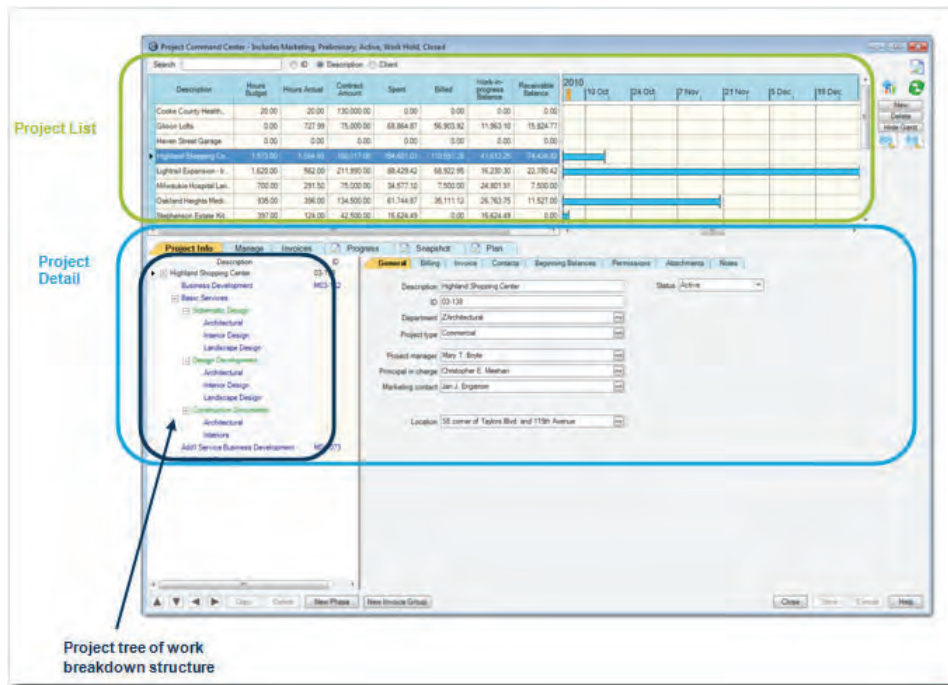 Project Command Center - Includes Marketing, Preliminary, Active, Work Hold, Closed
Search ID Description Client
Description Hours Budget Hours Actual Contract Amount Spent Billed Work-in-progress Balance Receivable Balance 2010
10 Oct 24 Oct 7 Nov 21 Nov 5 Dec 19 Dec
New
Delete
Hide Gantt
Project List
Cooke County Health... 20.00 20.00 130,000.00 0.00 0.00 0.00 0.00
Gibson Lofts 0.00 727.99 75,000.00 68,864.87 56,903.92 11,963.10 15,824.77
Haven Street Garage 0.00 0.00 0.00 0.00 0.00 0.00 0.00
Highland Shopping Ce...
Lightrail Expansion - Ir... 1,620.00 562.00 211,990.00 88,429.42 68,922.95 16,230.30 22,780.42
Milwaukie Hospital Lan... 700.00 291.50 75,000.00 34,577.10 7,500.00 24,801.91 7,500.00
Oakland Heights Medi... 935.00 396.00 134,500.00 61,744.87 35,111.12 26,763.75 11,527.00
Stephenson Estate Kit... 397.00 124.00 42,500.00 16,624.49 0.00 16,624.49 0.00
Project Detail
Project Info Manage Invoices Progress Snapshot Plan
Description ID
Highland Shopping Center
Business Development
Basic Services
Schematic Design
Architectural
Interior Design
Landscape Design
Design Development
Architectural
Interior Design
Landscape Design
Construction Documents
Architectural
Interiors
Add'l Service Business Development
General Billing Invoice Contacts Beginning Balances Permissions Attachments Notes
Description Highland Shopping Center Status Active
ID 03-138
Department ZArchitectural
Project type Commercial
Project manager Mary T. Brote
Principal in charge Christopher E. Meehan
Marketing contact Jan J. Engstrom
Location SE corner of Taylors Blvd. and 115th Avenue
Copy Delete New Phase New Invoice Group Close Save Cancel Help
Project tree of work
breakdown structure